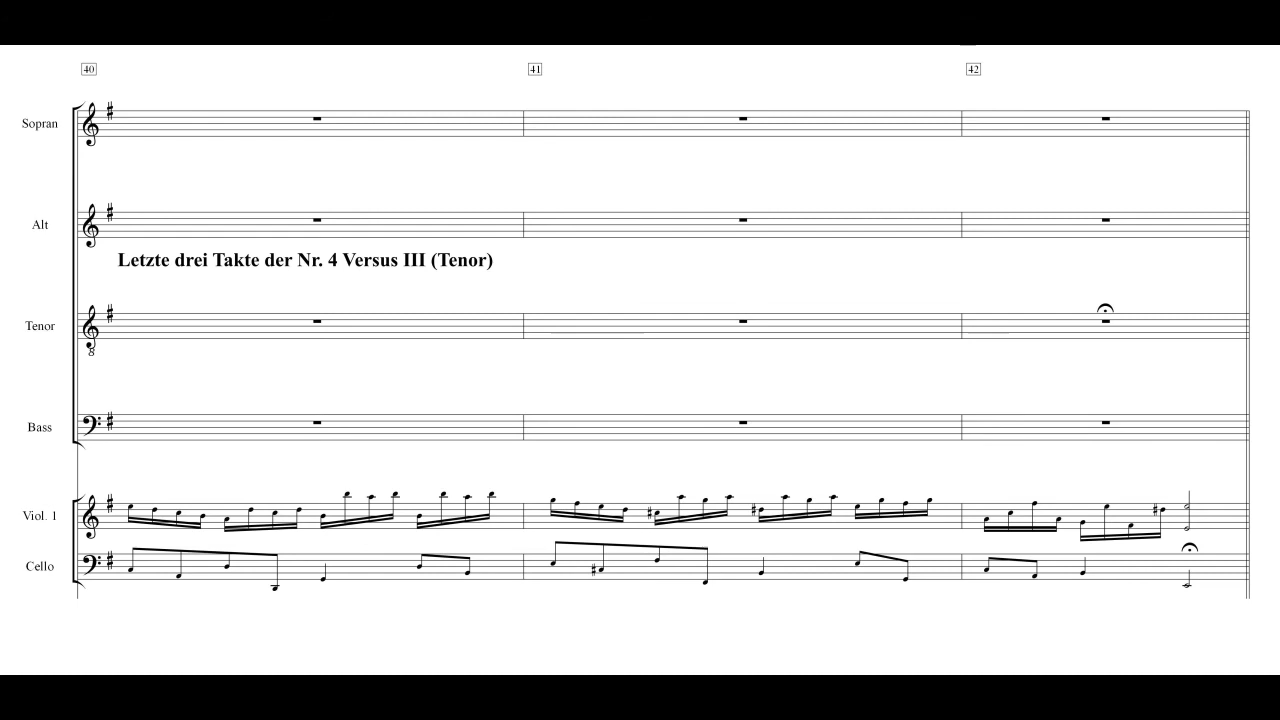 40 41 42
Sopran
Alt
Letzte drei Takte der Nr. 4 Versus III (Tenor)
Tenor
8
Bass
Viol. 1
Cello